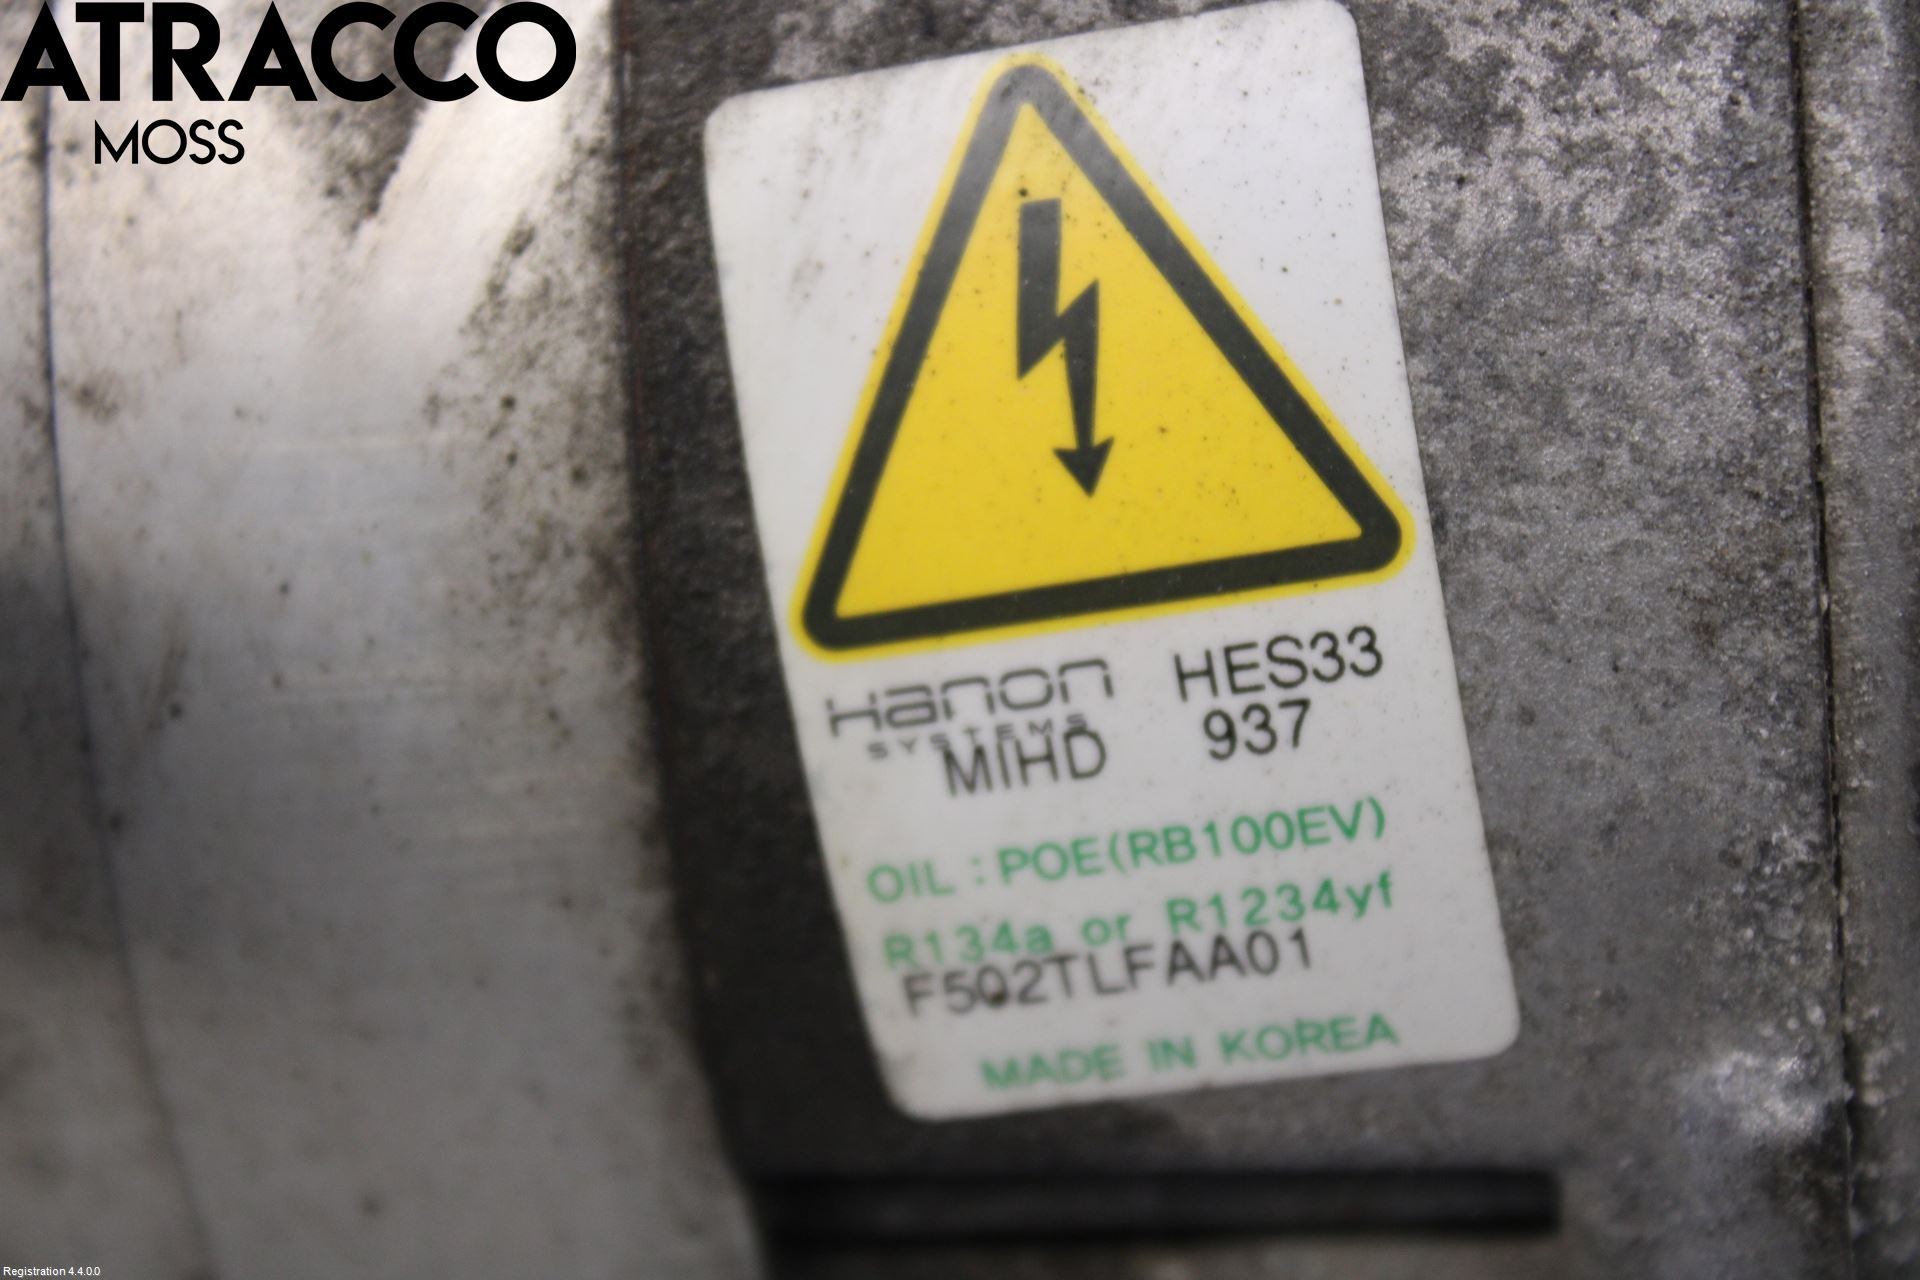 ATRACCO
MOSS
Hanon HES33
SYSTEMS
MIHD 937
OIL : POE(RB100EV)
R134a or R1234yf
F502TLFAA01
MADE IN KOREA
Registration 4.4.0.0